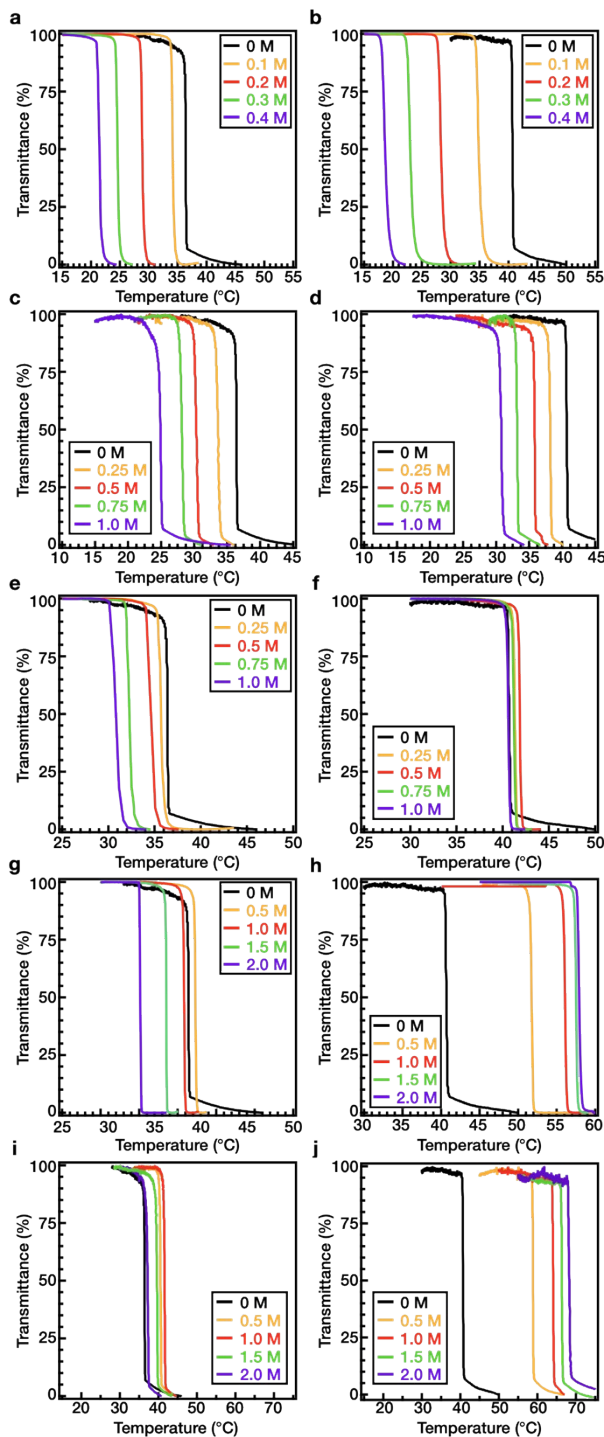 a
Transmittance (%)
100
75
50
25
0
0 M
0.1 M
0.2 M
0.3 M
0.4 M
15 20 25 30 35 40 45 50 55
Temperature (°C)
b
Transmittance (%)
100
75
50
25
0
0 M
0.1 M
0.2 M
0.3 M
0.4 M
15 20 25 30 35 40 45 50 55
Temperature (°C)
c
Transmittance (%)
100
75
50
25
0
0 M
0.25 M
0.5 M
0.75 M
1.0 M
10 15 20 25 30 35 40 45
Temperature (°C)
d
Transmittance (%)
100
75
50
25
0
0 M
0.25 M
0.5 M
0.75 M
1.0 M
10 15 20 25 30 35 40 45
Temperature (°C)
e
Transmittance (%)
100
75
50
25
0
0 M
0.25 M
0.5 M
0.75 M
1.0 M
25 30 35 40 45 50
Temperature (°C)
f
Transmittance (%)
100
75
50
25
0
0 M
0.25 M
0.5 M
0.75 M
1.0 M
25 30 35 40 45 50
Temperature (°C)
g
Transmittance (%)
100
75
50
25
0
0 M
0.5 M
1.0 M
1.5 M
2.0 M
25 30 35 40 45 50
Temperature (°C)
h
Transmittance (%)
100
75
50
25
0
0 M
0.5 M
1.0 M
1.5 M
2.0 M
30 40 50 60
Temperature (°C)
i
Transmittance (%)
100
75
50
25
0
0 M
0.5 M
1.0 M
1.5 M
2.0 M
30 40 50 60 70
Temperature (°C)
j
Transmittance (%)
100
75
50
25
0
0 M
0.5 M
1.0 M
1.5 M
2.0 M
20 30 40 50 60 70
Temperature (°C)